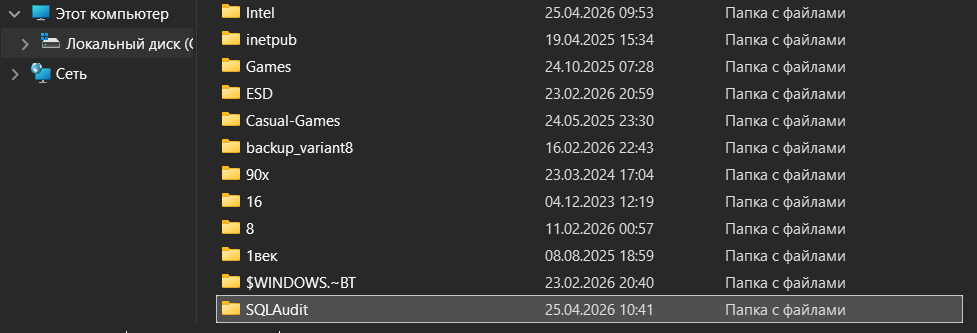 Этот компьютер
Локальный диск (C
Сеть
Intel 25.04.2026 09:53 Папка с файлами
inetpub 19.04.2025 15:34 Папка с файлами
Games 24.10.2025 07:28 Папка с файлами
ESD 23.02.2026 20:59 Папка с файлами
Casual-Games 24.05.2025 23:30 Папка с файлами
backup_variant8 16.02.2026 22:43 Папка с файлами
90x 23.03.2024 17:04 Папка с файлами
16 04.12.2023 12:19 Папка с файлами
8 11.02.2026 00:57 Папка с файлами
1век 08.08.2025 18:59 Папка с файлами
$WINDOWS.~BT 23.02.2026 20:40 Папка с файлами
SQLAudit 25.04.2026 10:41 Папка с файлами